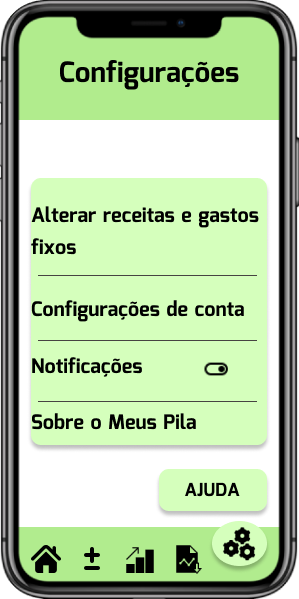 Configurações
Alterar receitas e gastos
fixos
Configurações de conta
Notificações
Sobre o Meus Pila
AJUDA